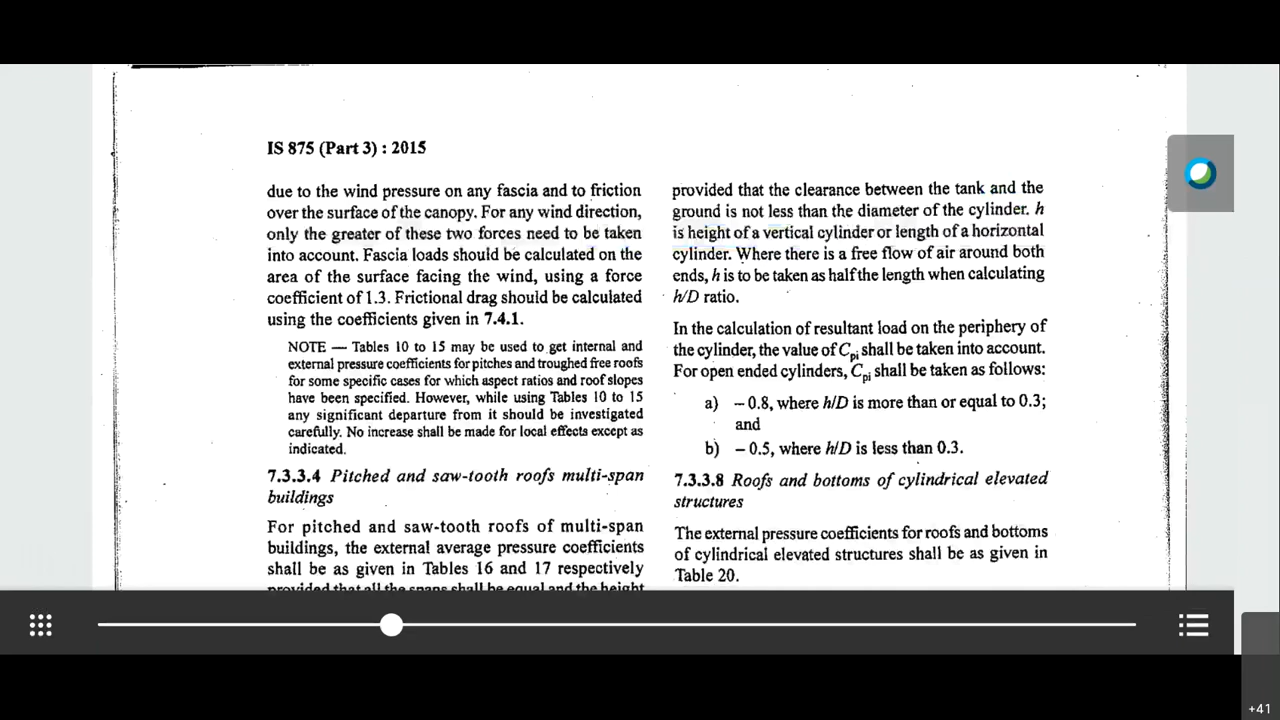 IS 875 (Part 3) : 2015
due to the wind pressure on any fascia and to friction
over the surface of the canopy. For any wind direction,
only the greater of these two forces need to be taken
into account. Fascia loads should be calculated on the
area of the surface facing the wind, using a force
coefficient of 1.3. Frictional drag should be calculated
using the coefficients given in 7.4.1.
NOTE — Tables 10 to 15 may be used to get internal and
external pressure coefficients for pitches and troughed free roofs
for some specific cases for which aspect ratios and roof slopes
have been specified. However, while using Tables 10 to 15
any significant departure from it should be investigated
carefully. No increase shall be made for local effects except as
indicated.
7.3.3.4 Pitched and saw-tooth roofs multi-span
buildings
For pitched and saw-tooth roofs of multi-span
buildings, the external average pressure coefficients
shall be as given in Tables 16 and 17 respectively
provided that all the spans shall be equal and the height
provided that the clearance between the tank and the
ground is not less than the diameter of the cylinder. h
is height of a vertical cylinder or length of a horizontal
cylinder. Where there is a free flow of air around both
ends, h is to be taken as half the length when calculating
h/D ratio.
In the calculation of resultant load on the periphery of
the cylinder, the value of Cpi shall be taken into account.
For open ended cylinders, Cpi shall be taken as follows:
a) – 0.8, where h/D is more than or equal to 0.3;
and
b) – 0.5, where h/D is less than 0.3.
7.3.3.8 Roofs and bottoms of cylindrical elevated
structures
The external pressure coefficients for roofs and bottoms
of cylindrical elevated structures shall be as given in
Table 20.
+41